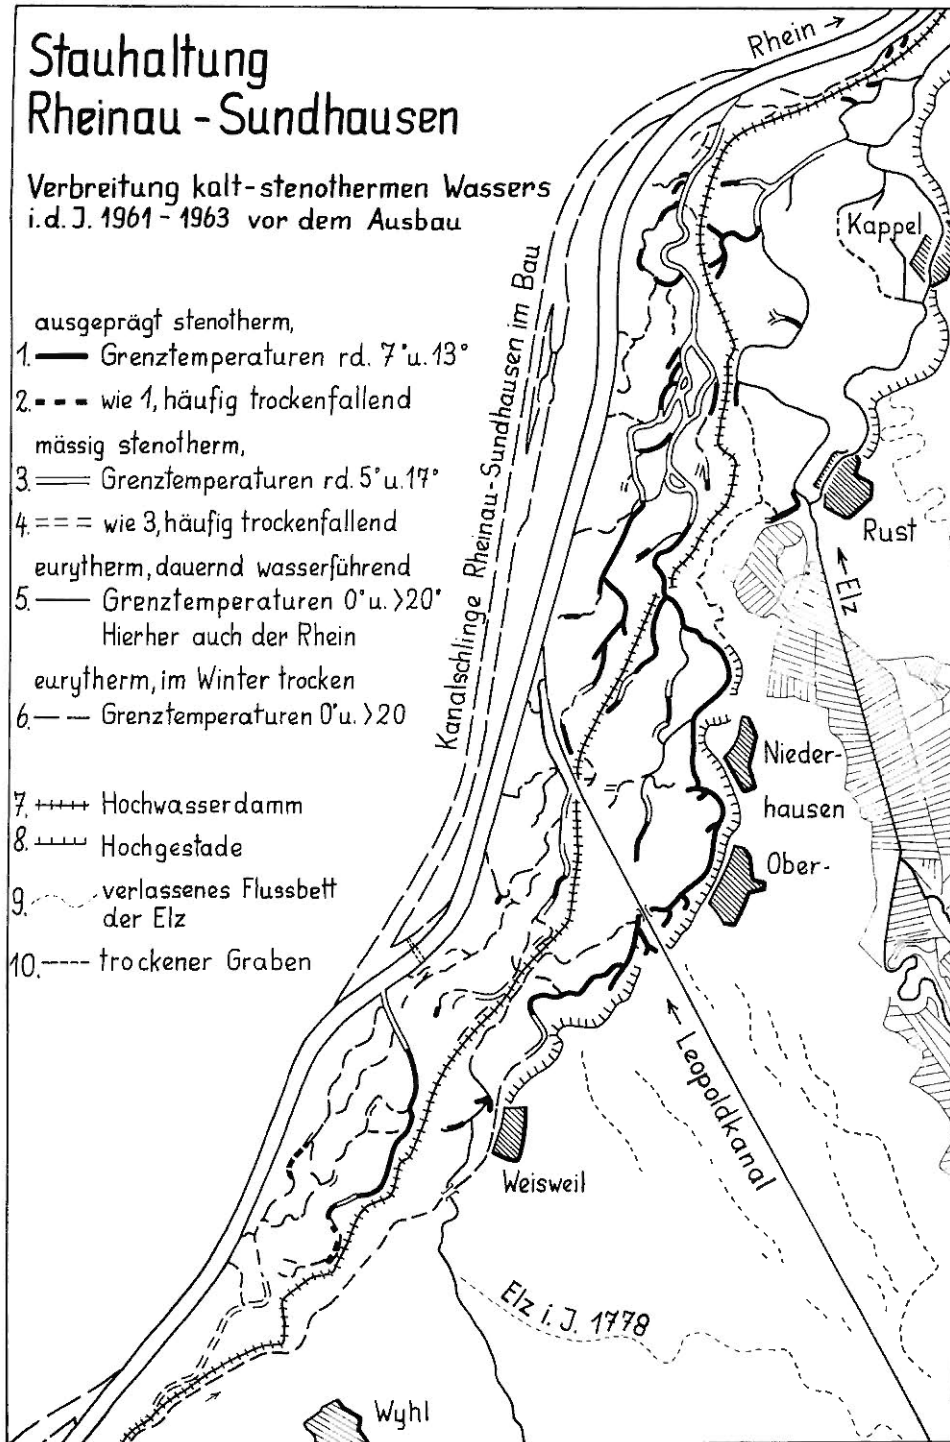 Stauhaltung
Rheinau - Sundhausen
Verbreitung kalt-stenothermen Wassers
i.d.J. 1961 - 1963 vor dem Ausbau
ausgeprägt stenotherm,
1. Grenztemperaturen rd. 7° u. 13°
2. wie 1, häufig trockenfallend
mässig stenotherm,
3. Grenztemperaturen rd. 5° u. 17°
4. wie 3, häufig trockenfallend
eurytherm, dauernd wasserführend
5. Grenztemperaturen 0° u. >20°
Hierher auch der Rhein
eurytherm, im Winter trocken
6. Grenztemperaturen 0° u. >20
7. Hochwasserdamm
8. Hochgestade
9. verlassenes Flussbett
der Elz
10. trockener Graben
Rhein →
Kanalschlinge Rheinau-Sundhausen im Bau
Kappel
Rust
← Elz
Nieder-
hausen
Ober-
← Leopoldkanal
Weisweil
Elz i. J. 1778
Wyhl